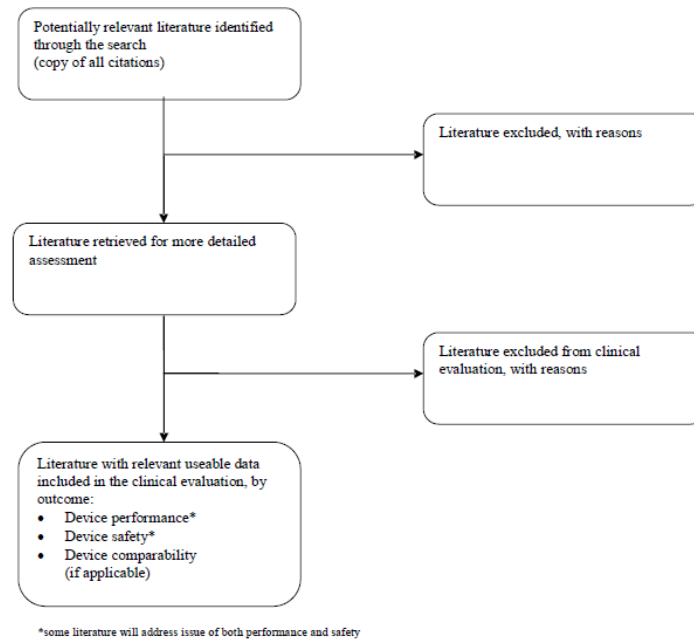 Potentially relevant literature identified
through the search
(copy of all citations)
Literature excluded, with reasons
Literature retrieved for more detailed
assessment
Literature excluded from clinical
evaluation, with reasons
Literature with relevant useable data
included in the clinical evaluation, by
outcome:
• Device performance*
• Device safety*
• Device comparability
(if applicable)
*some literature will address issue of both performance and safety